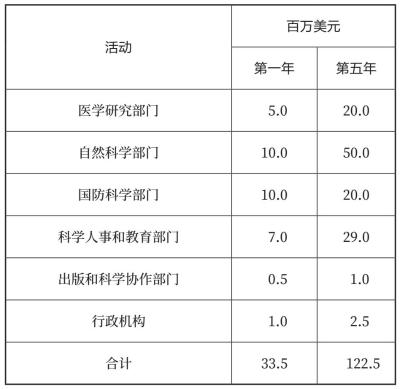 活动
百万美元
第一年 第五年
医学研究部门 5.0 20.0
自然科学部门 10.0 50.0
国防科学部门 10.0 20.0
科学人事和教育部门 7.0 29.0
出版和科学协作部门 0.5 1.0
行政机构 1.0 2.5
合计 33.5 122.5